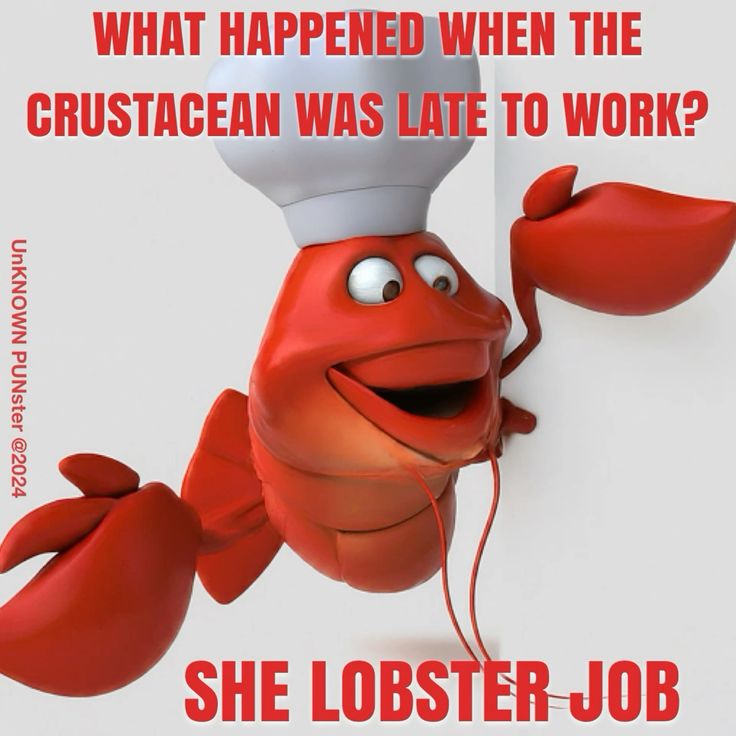 WHAT HAPPENED WHEN THE
CRUSTACEAN WAS LATE TO WORK?
UnKNOWN PUNster @2024
SHE LOBSTER JOB